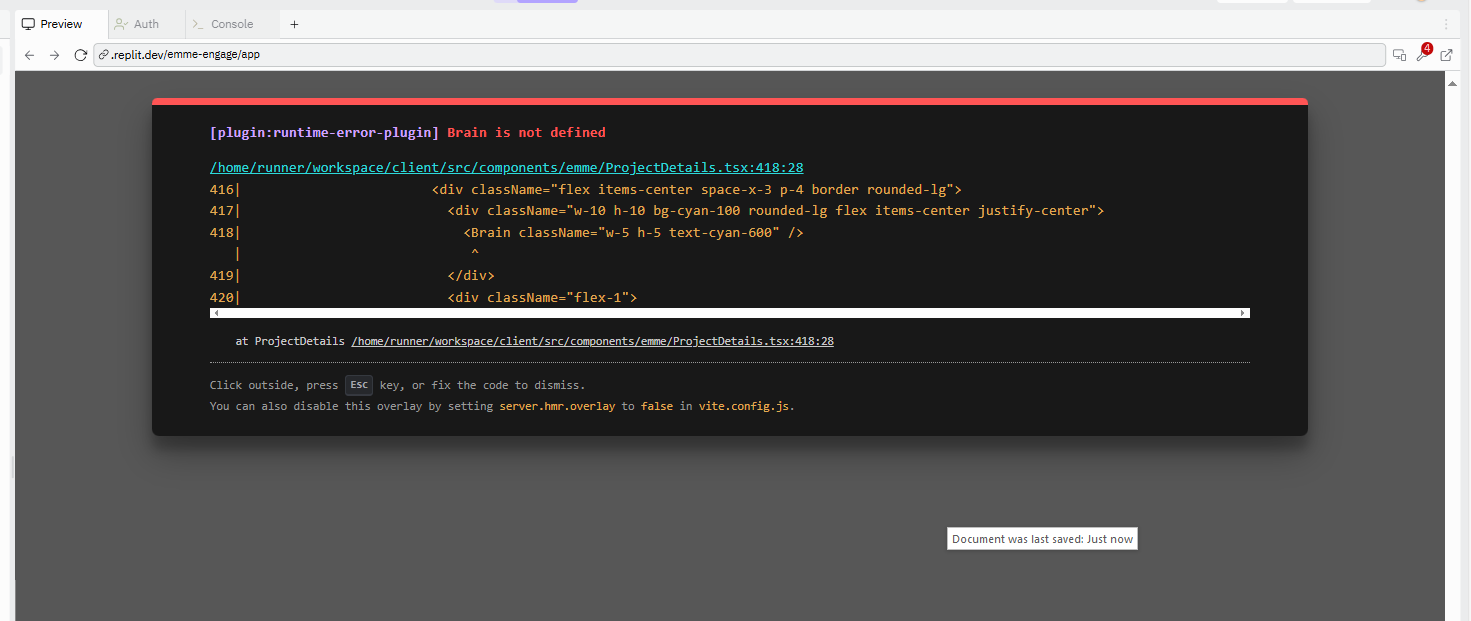 Preview Auth >_ Console +
.replit.dev/emme-engage/app 4
[plugin:runtime-error-plugin] Brain is not defined
/home/runner/workspace/client/src/components/emme/ProjectDetails.tsx:418:28
416| <div className="flex items-center space-x-3 p-4 border rounded-lg">
417| <div className="w-10 h-10 bg-cyan-100 rounded-lg flex items-center justify-center">
418| <Brain className="w-5 h-5 text-cyan-600" />
| ^
419| </div>
420| <div className="flex-1">
at ProjectDetails /home/runner/workspace/client/src/components/emme/ProjectDetails.tsx:418:28
Click outside, press Esc key, or fix the code to dismiss.
You can also disable this overlay by setting server.hmr.overlay to false in vite.config.js.
Document was last saved: Just now